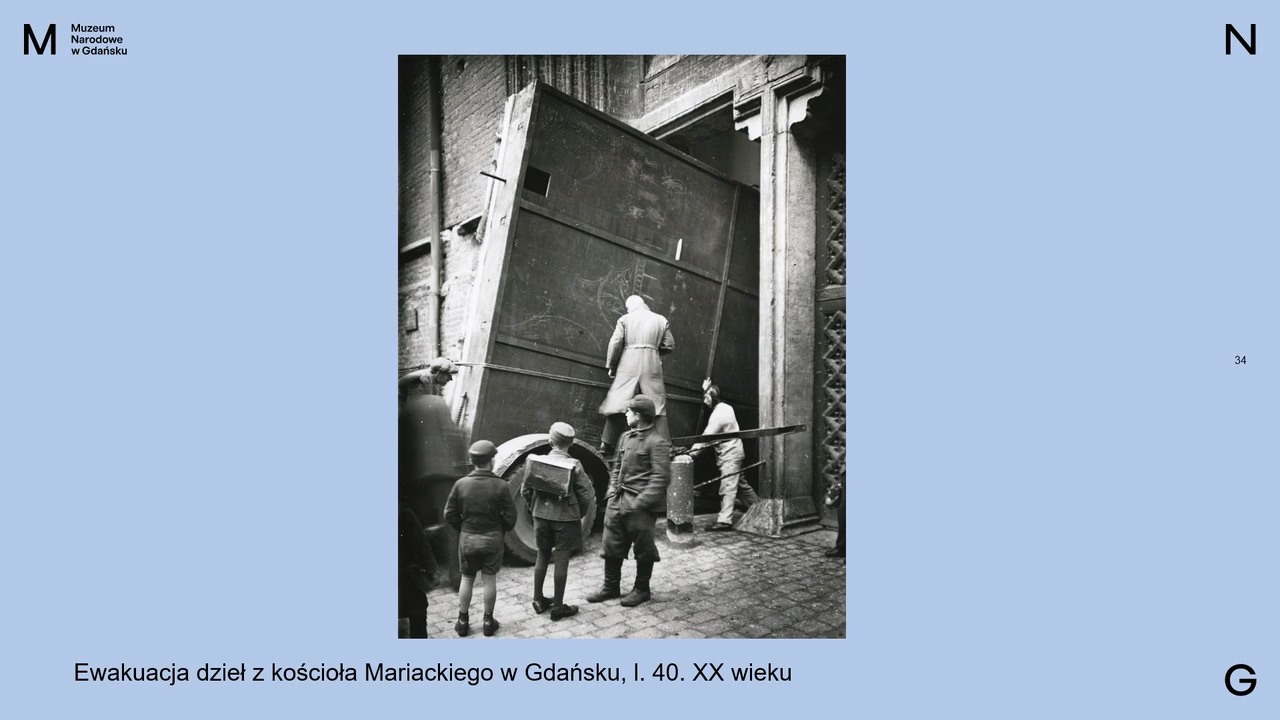 M
Muzeum
Narodowe
w Gdańsku
N
34
Ewakuacja dzieł z kościoła Mariackiego w Gdańsku, l. 40. XX wieku
G